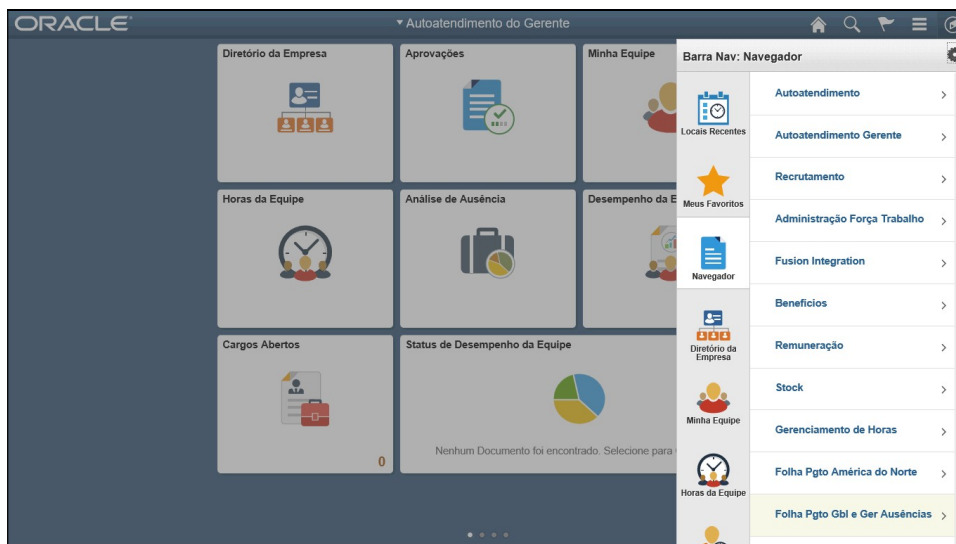 ORACLE
Autoatendimento do Gerente
Diretório da Empresa
Aprovações
Minha Equipe
Horas da Equipe
Análise de Ausência
Desempenho da E
Cargos Abertos
0
Status de Desempenho da Equipe
Nenhum Documento foi encontrado. Selecione para
Barra Nav: Navegador
Locais Recentes
Meus Favoritos
Navegador
Diretório da
Empresa
Minha Equipe
Horas da Equipe
Autoatendimento
Autoatendimento Gerente
Recrutamento
Administração Força Trabalho
Fusion Integration
Benefícios
Remuneração
Stock
Gerenciamento de Horas
Folha Pgto América do Norte
Folha Pgto Gbl e Ger Ausências